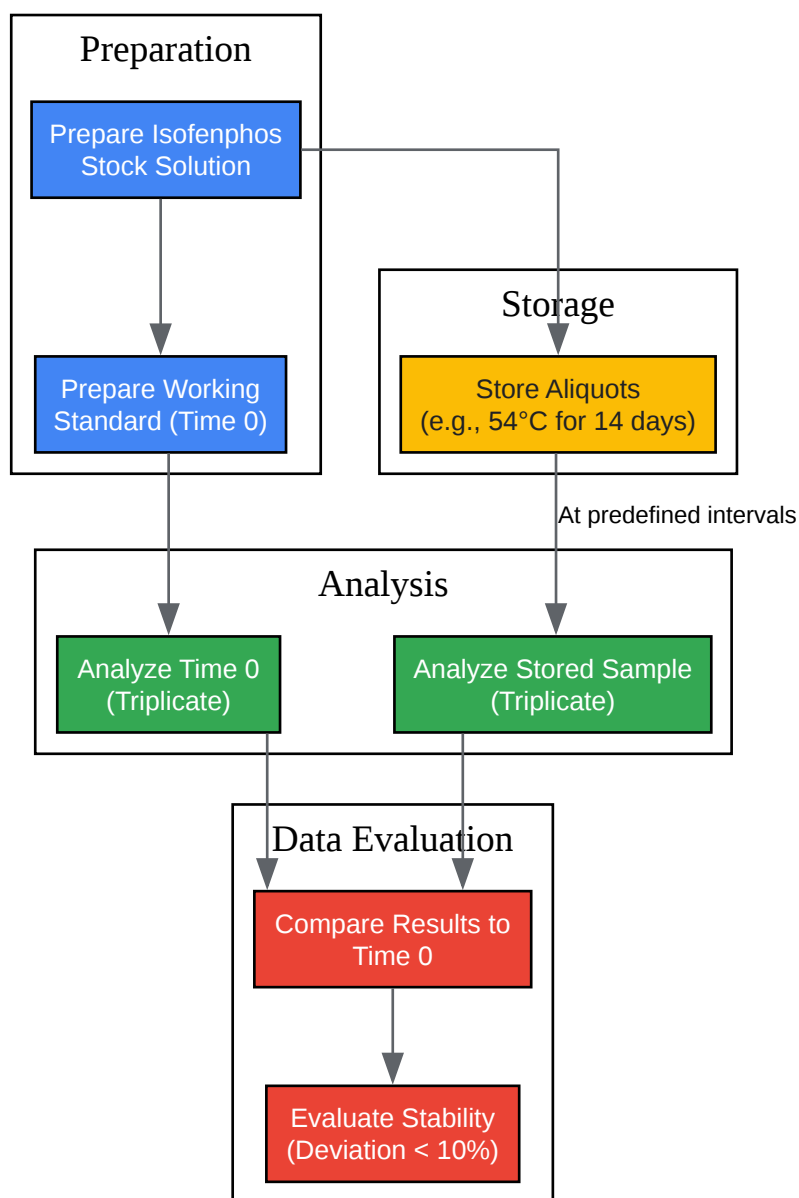 Preparation
Prepare Isofenphos
Stock Solution
Storage
Prepare Working
Standard (Time 0)
Store Aliquots
(e.g., 54°C for 14 days)
At predefined intervals
Analysis
Analyze Time 0
(Triplicate)
Analyze Stored Sample
(Triplicate)
Data Evaluation
Compare Results to
Time 0
Evaluate Stability
(Deviation < 10%)